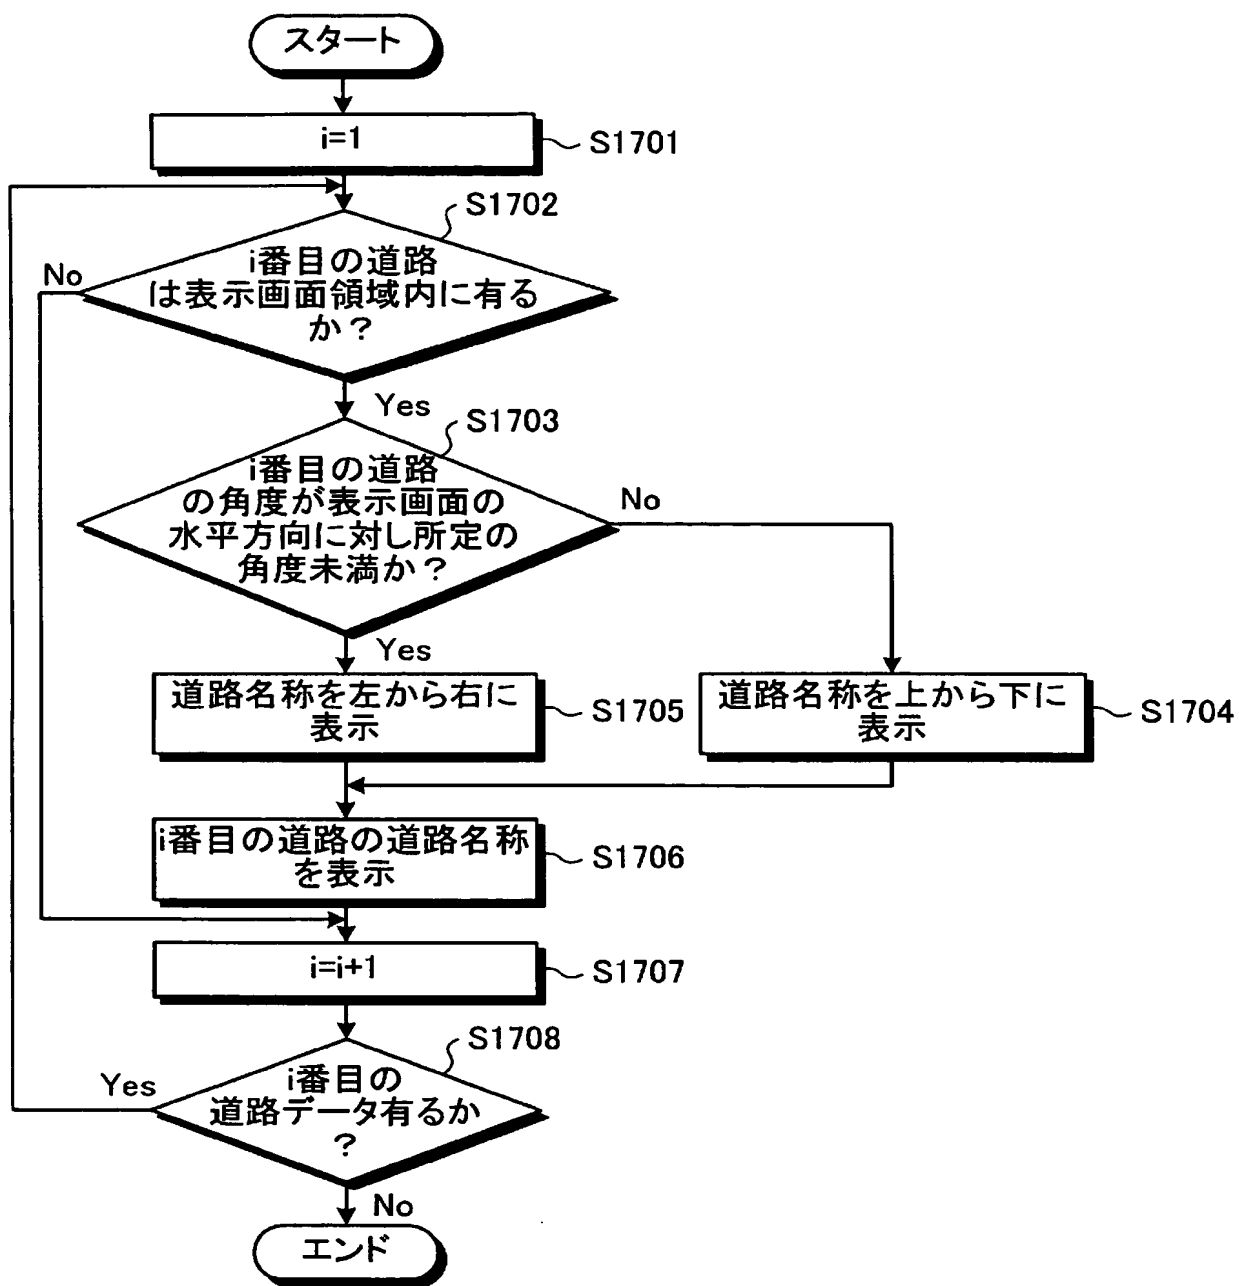 スタート
i=1
S1701
S1702
i番目の道路
は表示画面領域内に有る
か？
No
Yes
S1703
i番目の道路
の角度が表示画面の
水平方向に対し所定の
角度未満か？
No
Yes
道路名称を左から右に
表示
S1705
道路名称を上から下に
表示
S1704
i番目の道路の道路名称
を表示
S1706
i=i+1
S1707
S1708
i番目の
道路データ有るか
？
Yes
No
エンド